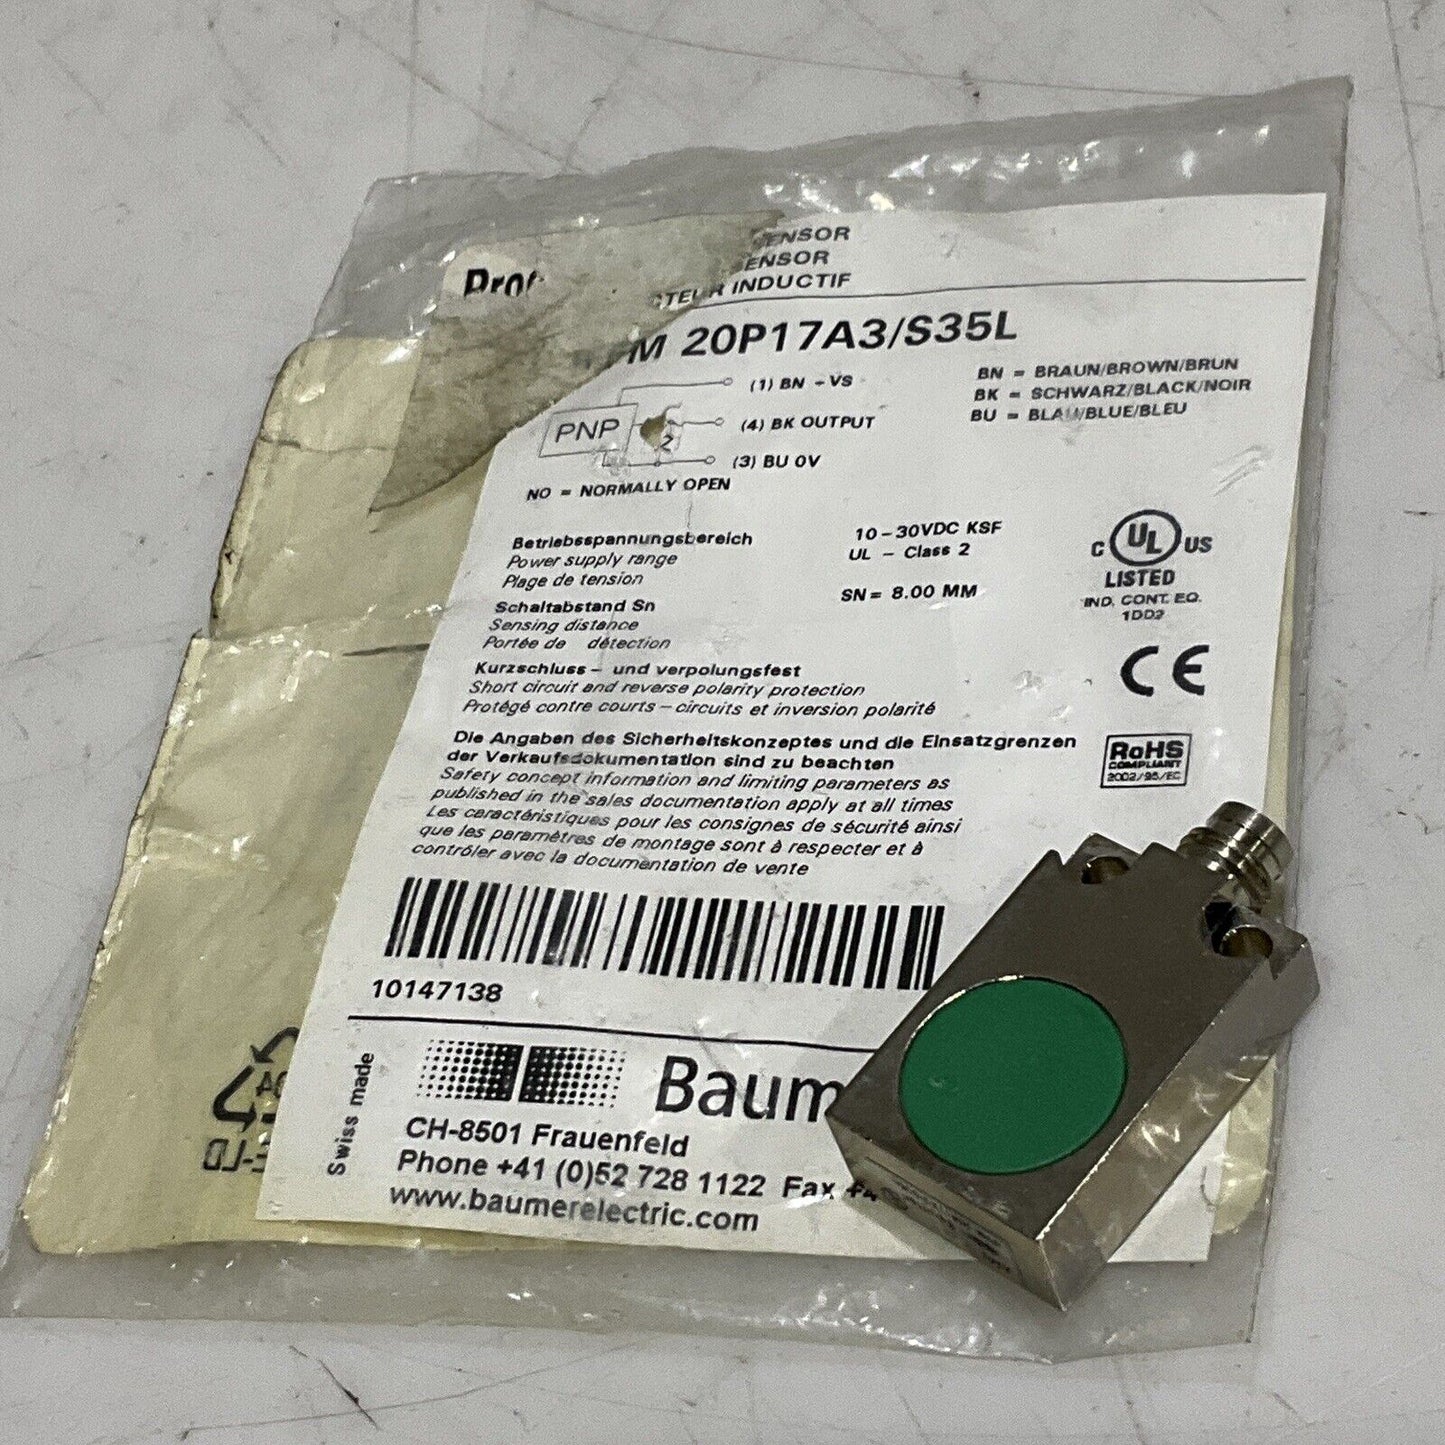 Prot
SENSOR
SENSOR
CTEUR INDUCTIF
M 20P17A3/S35L
(1) BN +VS
PNP
(4) BK OUTPUT
Z
(3) BU 0V
NO = NORMALLY OPEN
BN = BRAUN/BROWN/BRUN
BK = SCHWARZ/BLACK/NOIR
BU = BLAU/BLUE/BLEU
Betriebsspannungsbereich
Power supply range
Plage de tension
10-30VDC KSF
UL - Class 2
Schaltabstand Sn
Sensing distance
Portée de détection
SN= 8.00 MM
C UL US
LISTED
IND. CONT. EQ.
1DD2
CE
Kurzschluss- und verpolungsfest
Short circuit and reverse polarity protection
Protégé contre courts-circuits et inversion polarité
Die Angaben des Sicherheitskonzeptes und die Einsatzgrenzen
der Verkaufsdokumentation sind zu beachten
Safety concept information and limiting parameters as
published in the sales documentation apply at all times
Les caractéristiques pour les consignes de sécurité ainsi
que les paramètres de montage sont à respecter et à
contrôler avec la documentation de vente
RoHS
COMPLIANT
2002/95/EC
10147138
Swiss made
Baum
CH-8501 Frauenfeld
Phone +41 (0)52 728 1122 Fax +4
www.baumerelectric.com